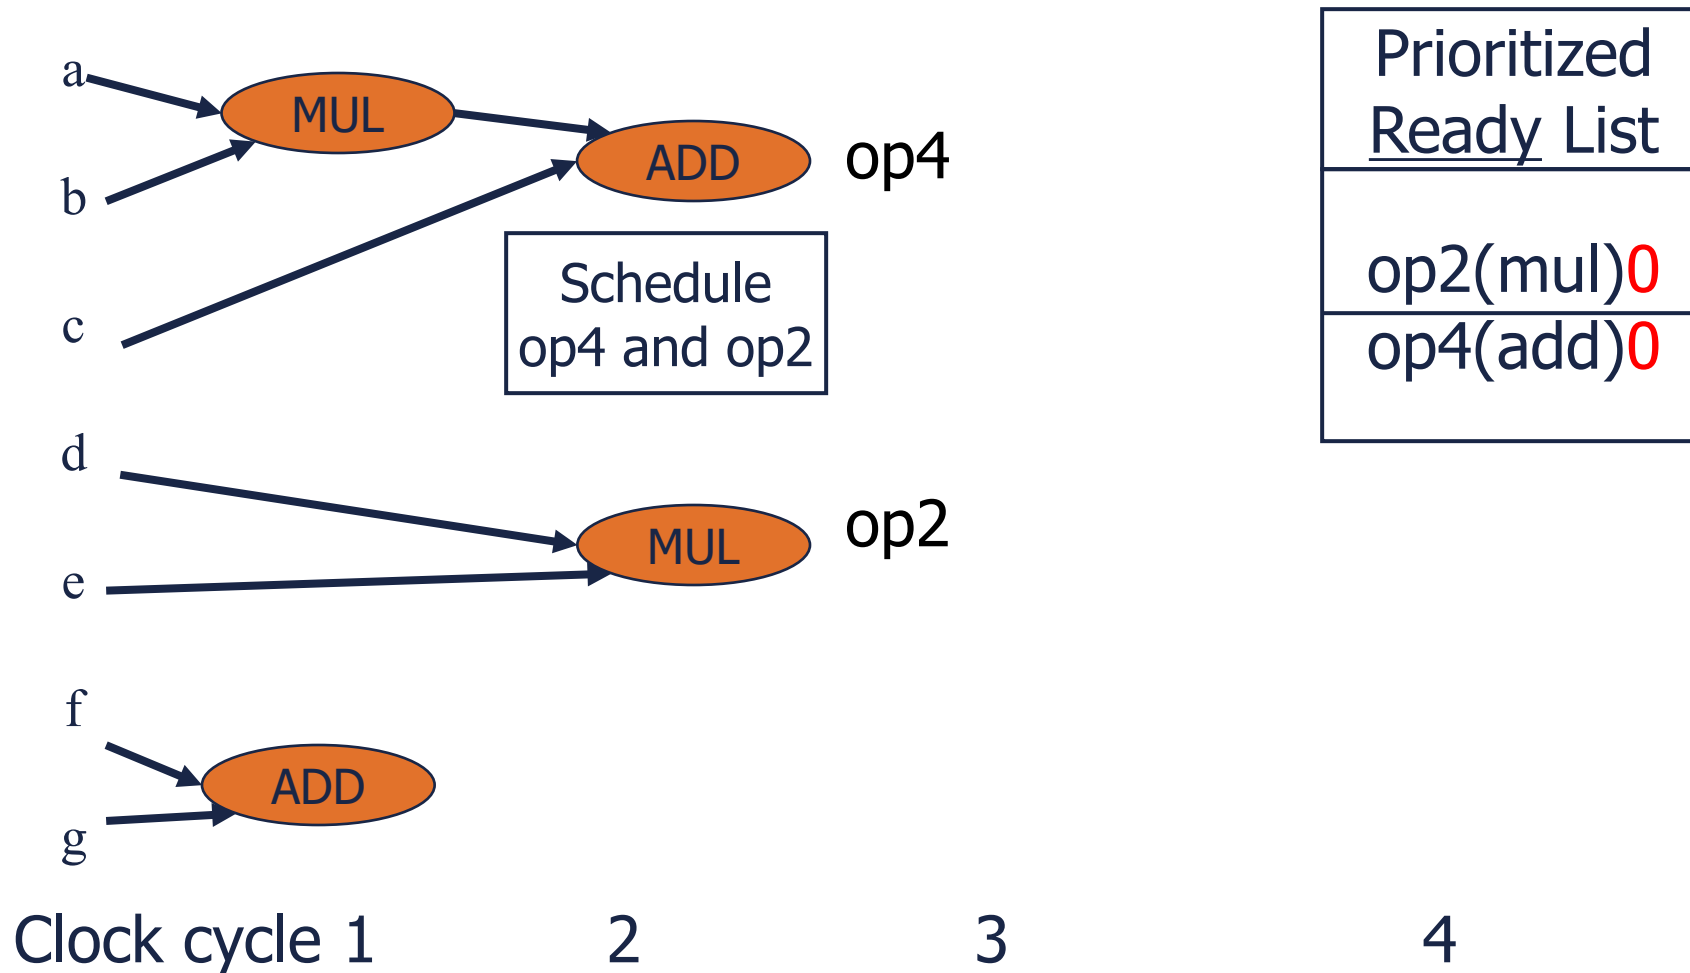 a
b
c
d
e
f
g
MUL
ADD
op4
Schedule
op4 and op2
MUL
op2
ADD
Prioritized
Ready List
op2(mul)0
op4(add)0
Clock cycle 1 2 3 4